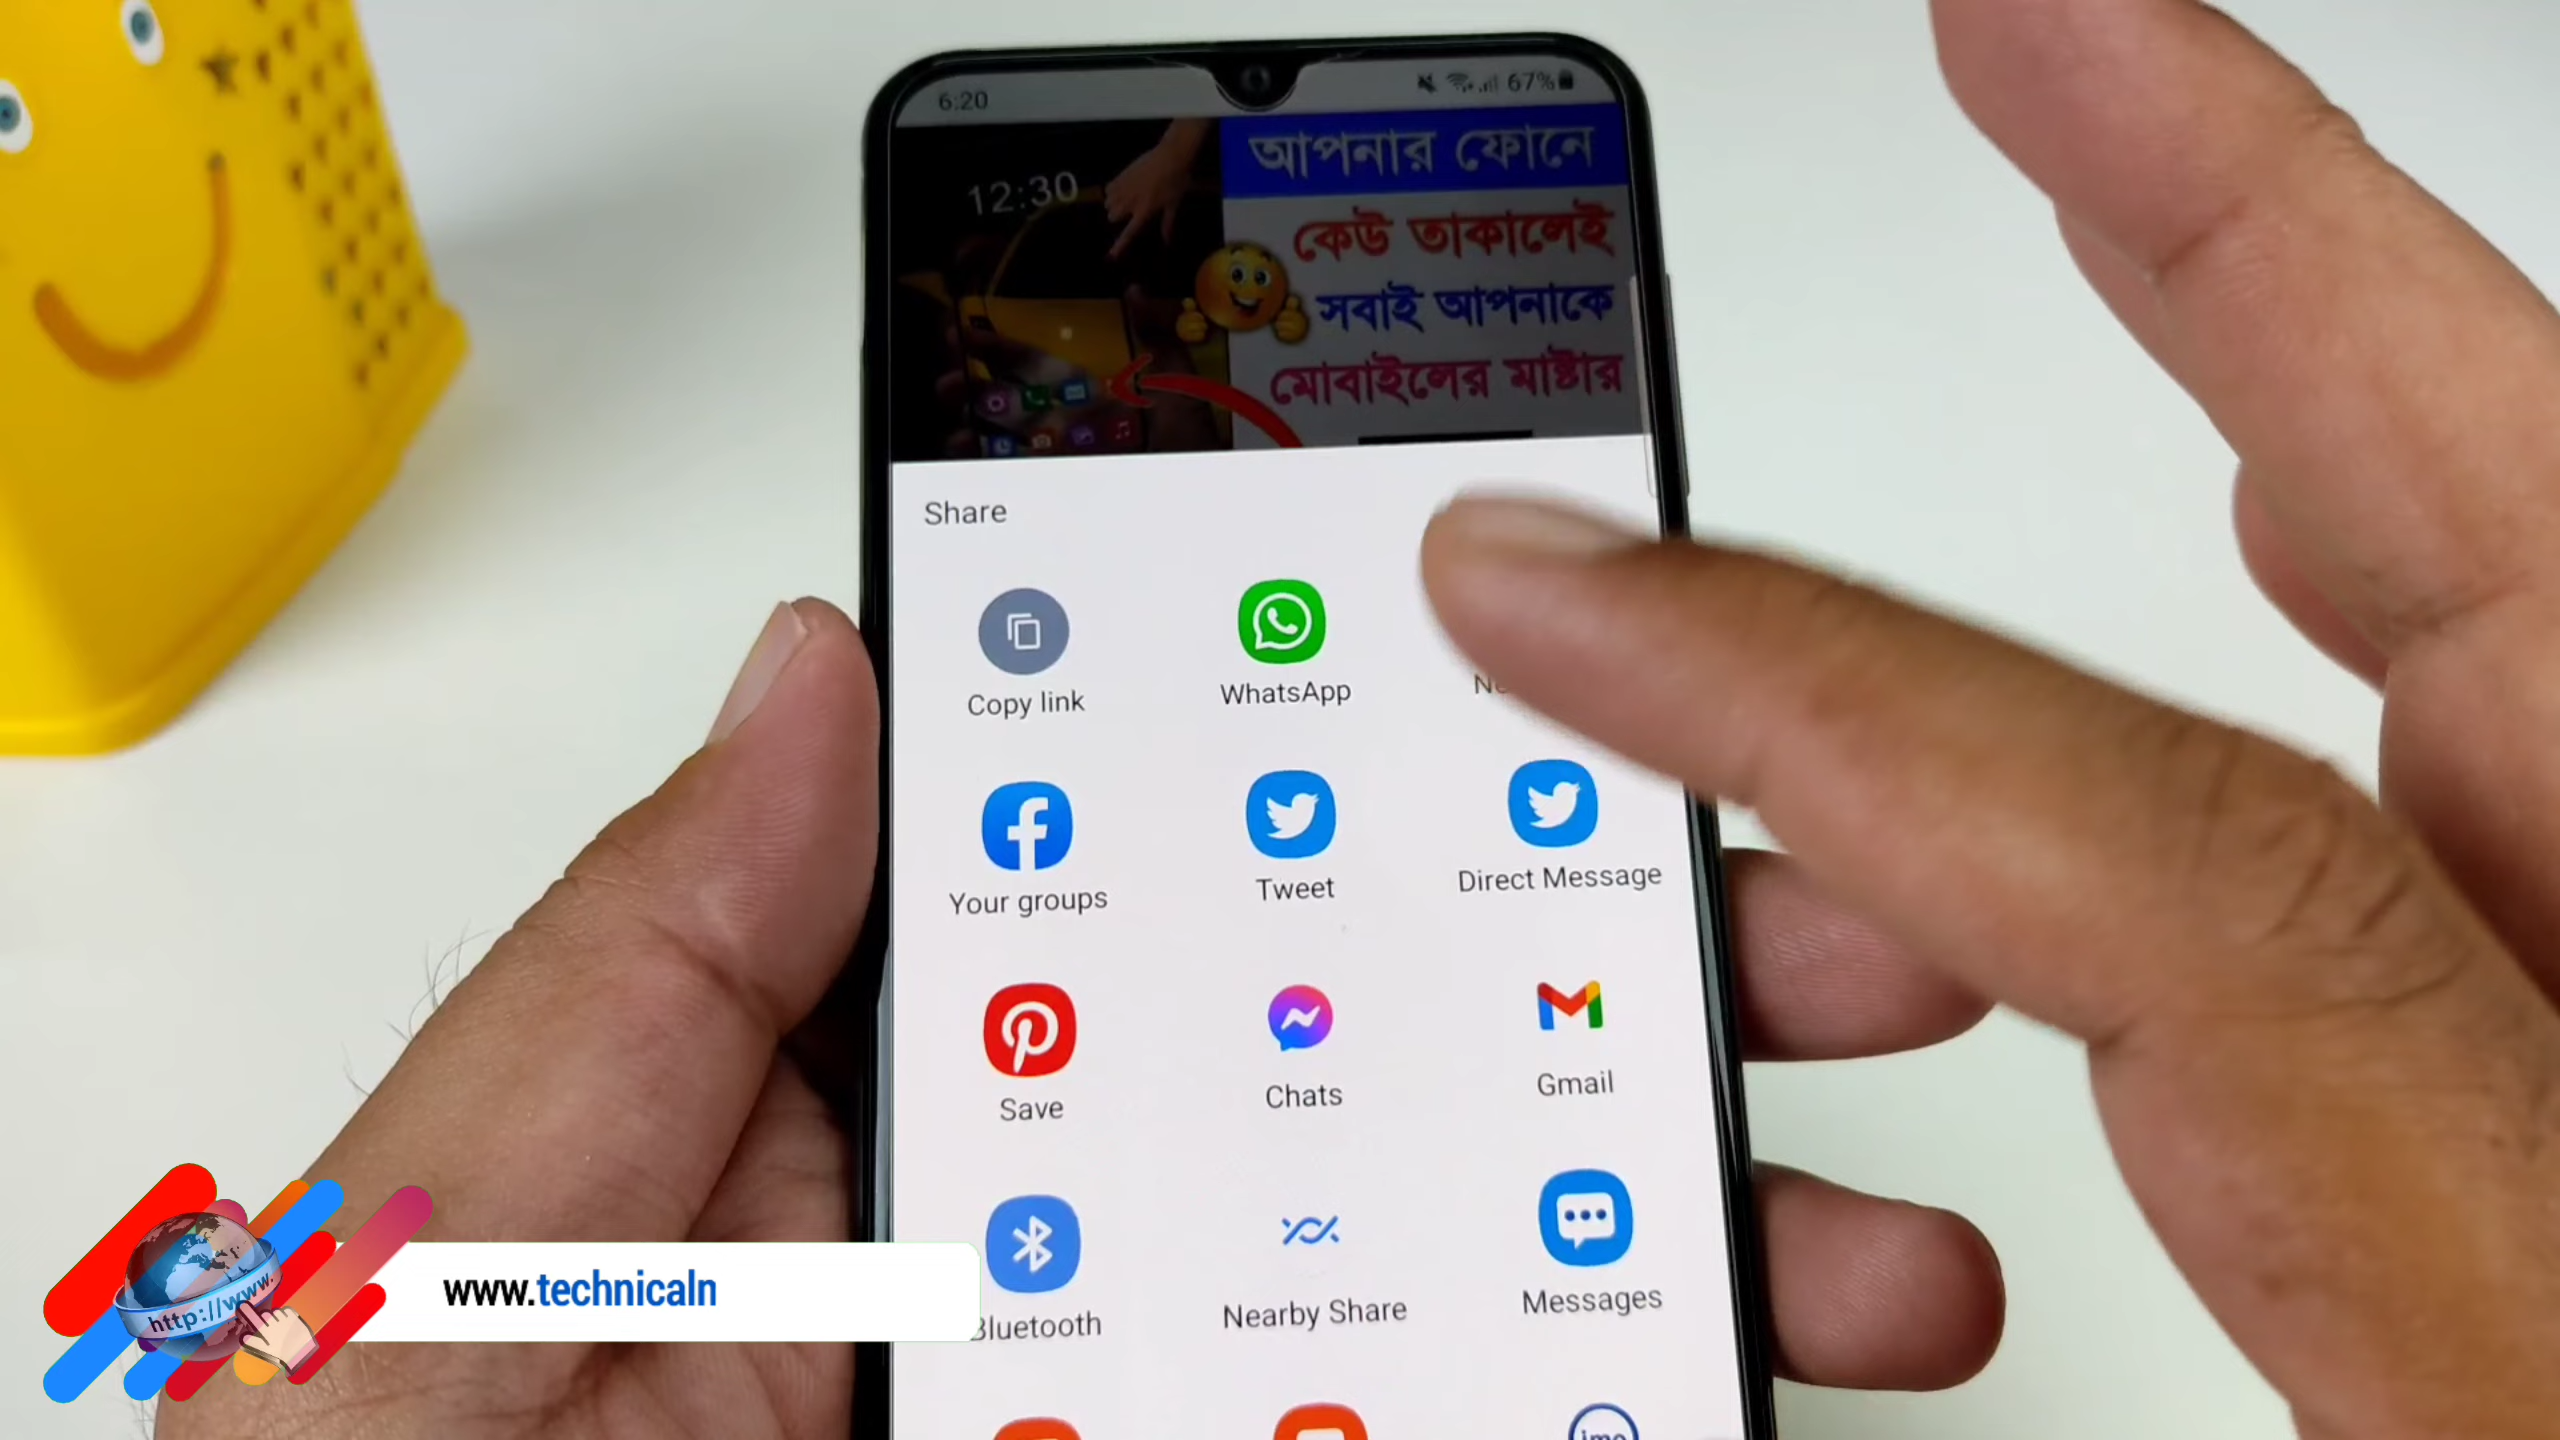 6:20
67%
12:30
আপনার ফোনে
কেউ তাকালেই
সবাই আপনাকে
মোবাইলের মাষ্টার
Share
Copy link
WhatsApp
Your groups
Tweet
Direct Message
Save
Chats
Gmail
Bluetooth
Nearby Share
Messages
imo
http://www.
www.technicaln